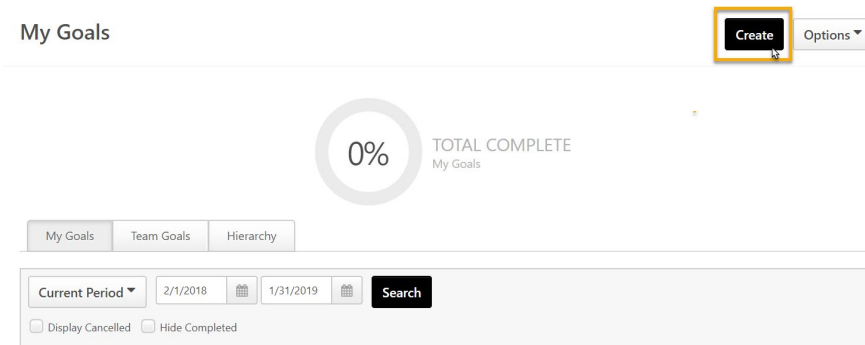 My Goals
Create
Options
0%
TOTAL COMPLETE
My Goals
My Goals
Team Goals
Hierarchy
Current Period
2/1/2018
1/31/2019
Search
Display Cancelled
Hide Completed